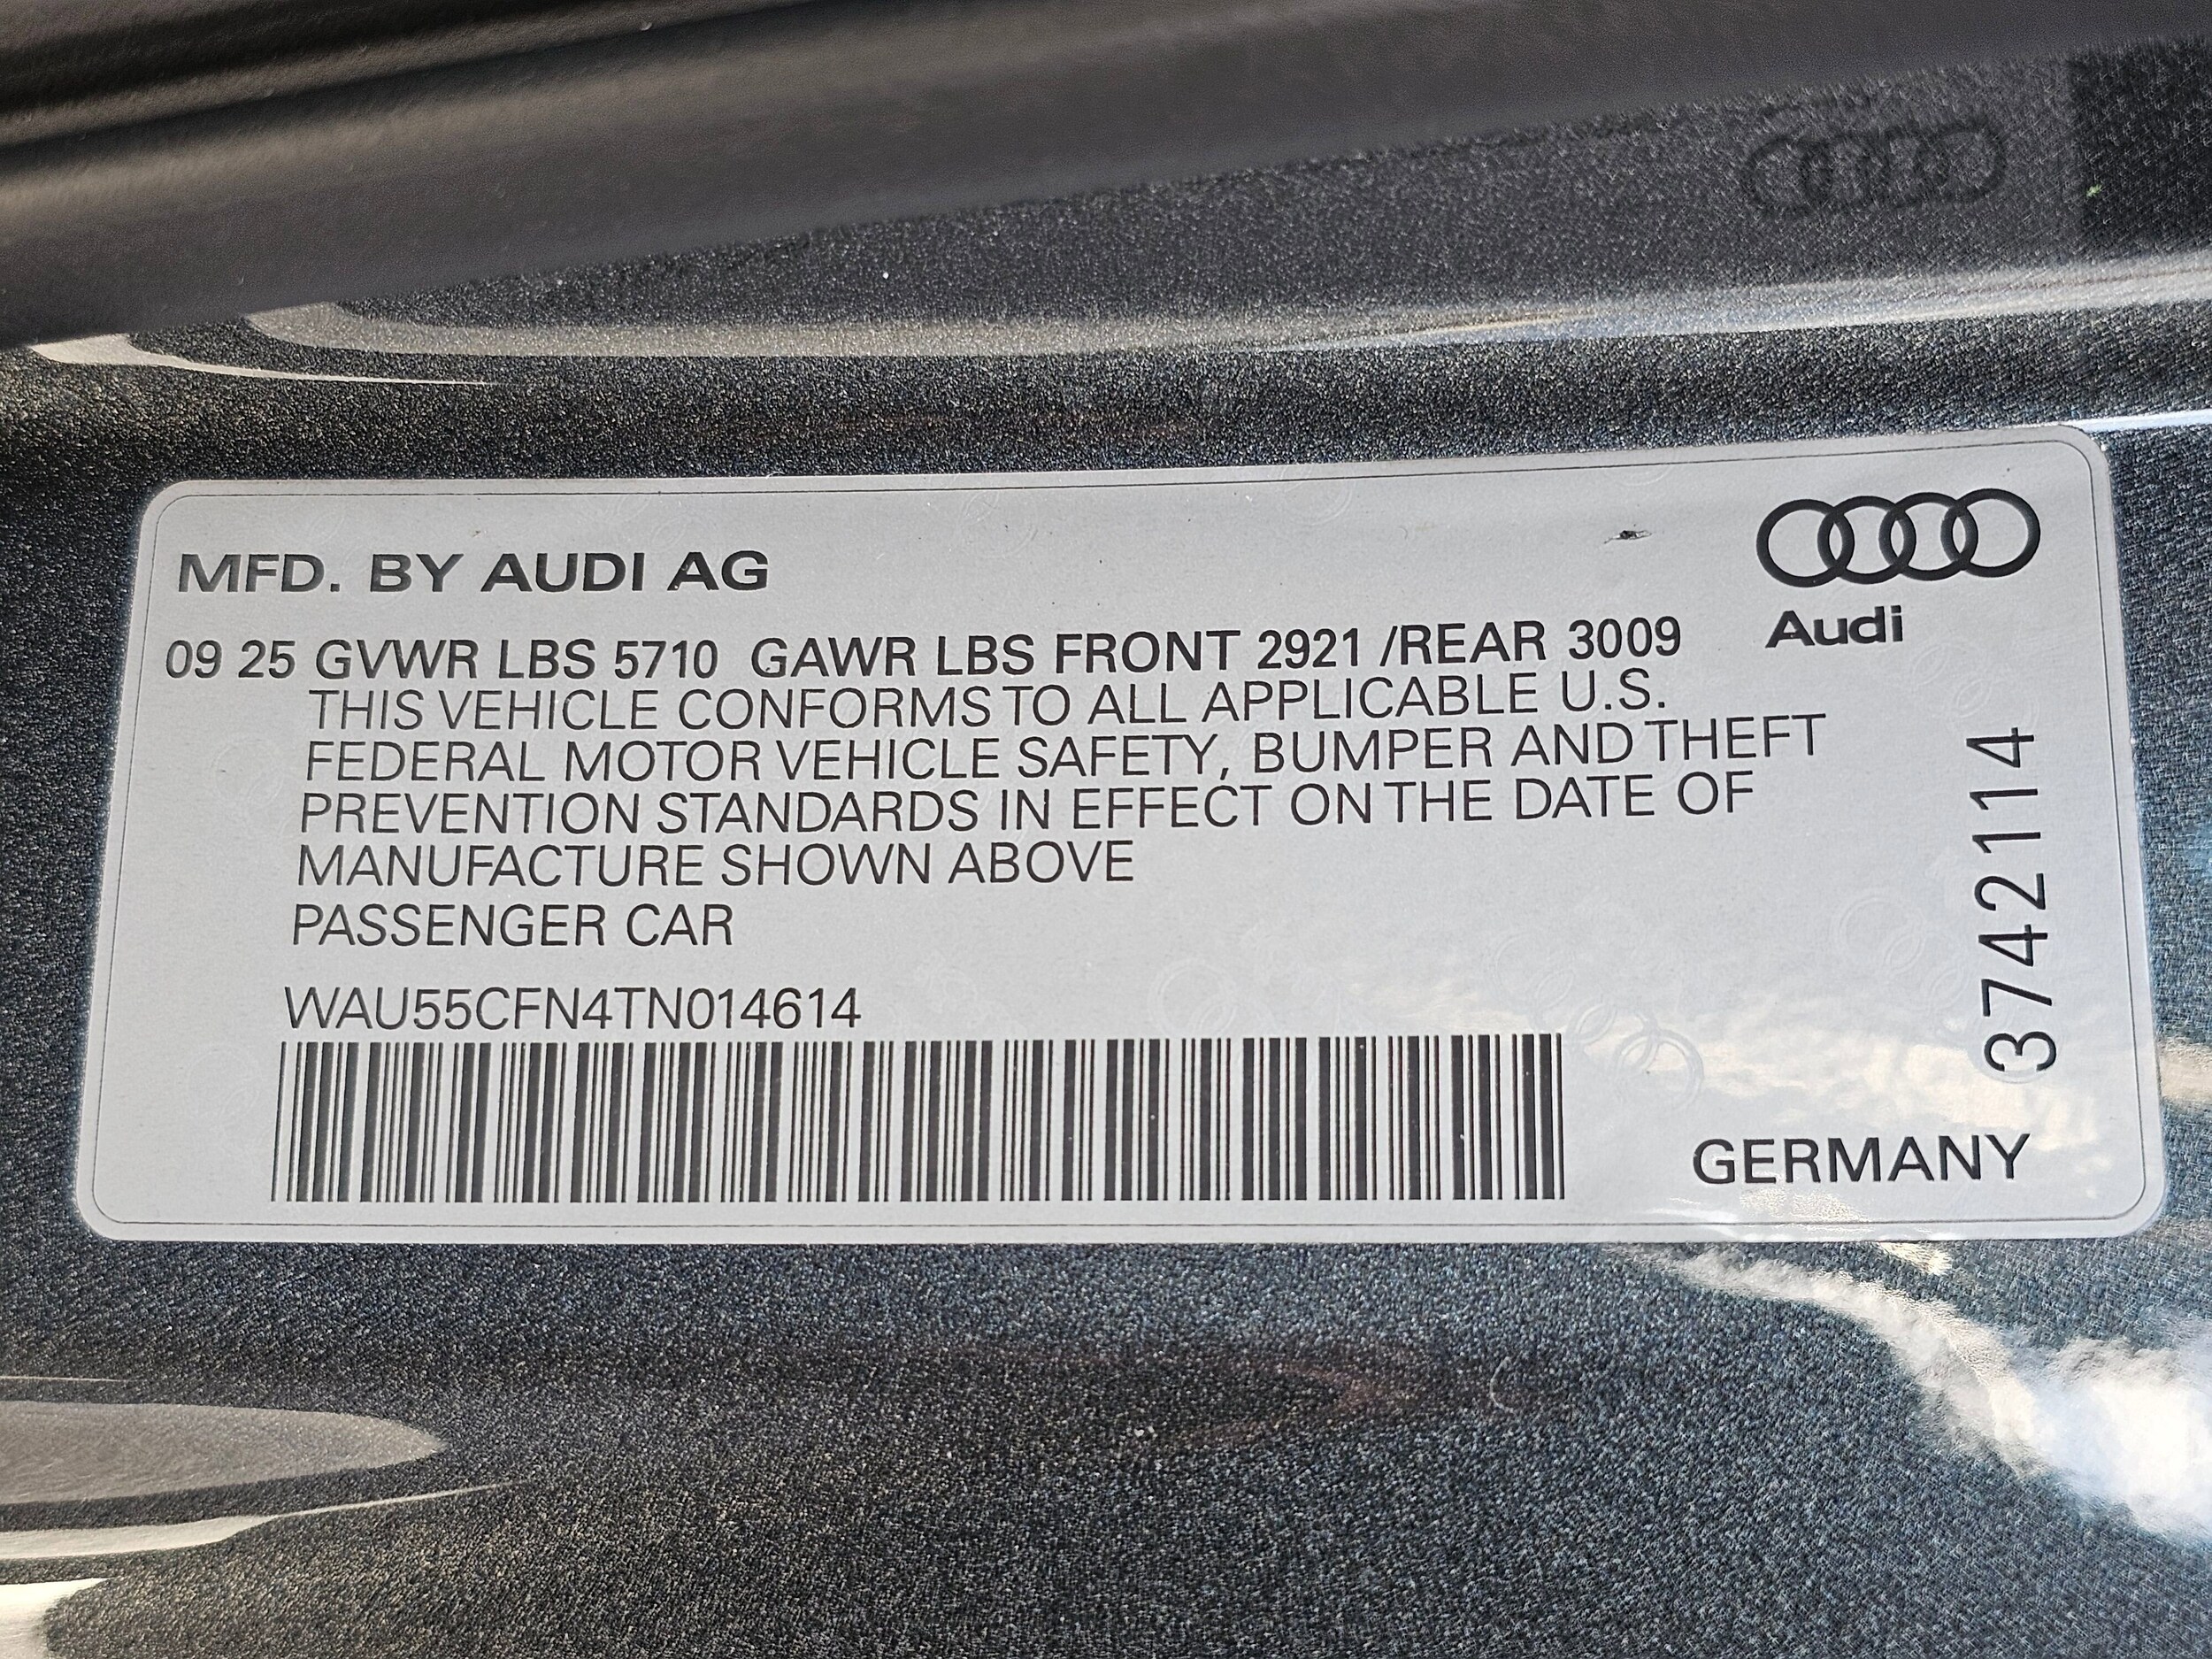 MFD. BY AUDI AG
Audi
09 25 GVWR LBS 5710 GAWR LBS FRONT 2921 /REAR 3009
THIS VEHICLE CONFORMS TO ALL APPLICABLE U.S.
FEDERAL MOTOR VEHICLE SAFETY, BUMPER AND THEFT
PREVENTION STANDARDS IN EFFECT ON THE DATE OF
MANUFACTURE SHOWN ABOVE
PASSENGER CAR
WAU55CFN4TN014614
3742114
GERMANY